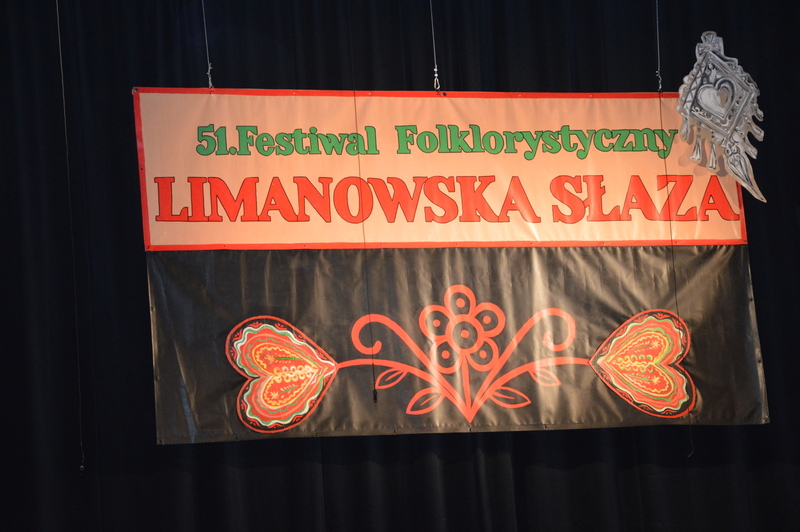 51.Festiwal Folklorystyczny
LIMANOWSKA SŁAZA